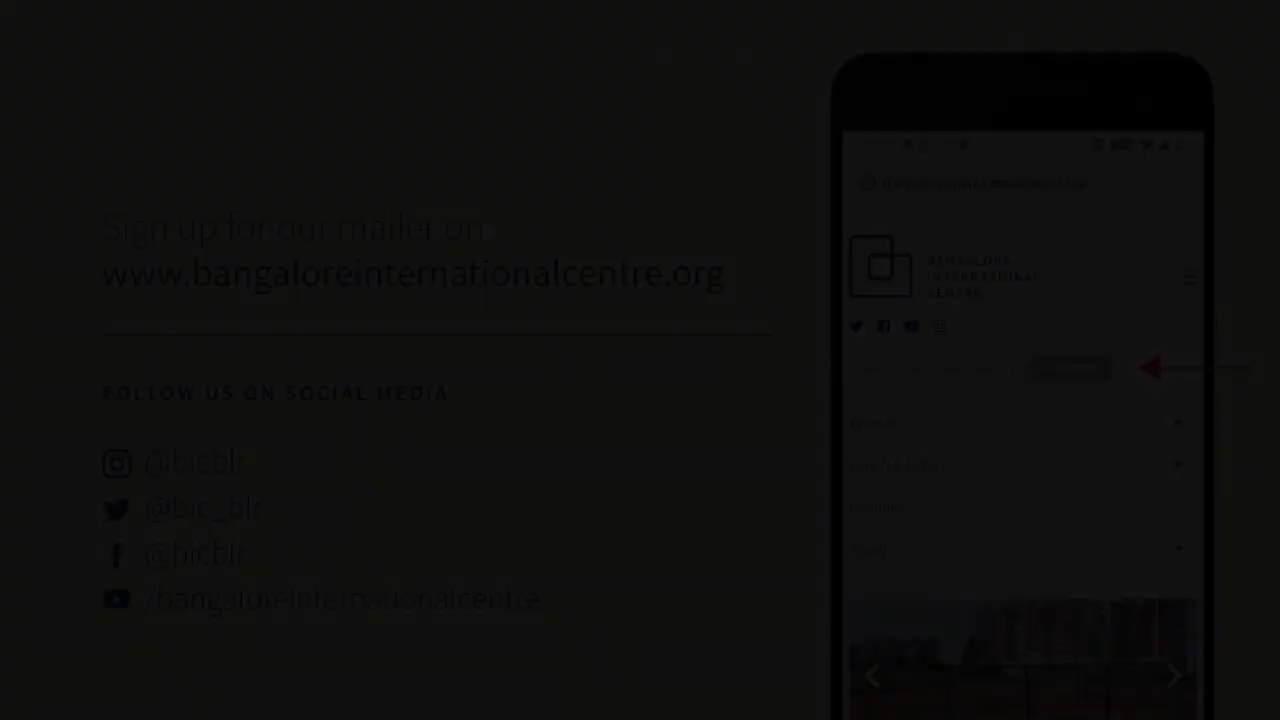 Sign up for our mailer on
www.bangaloreinternationalcentre.org
FOLLOW US ON SOCIAL MEDIA
@bicblr
@bic_blr
@bicblr
/bangaloreinternationalcentre
BANGALORE
INTERNATIONAL
CENTRE